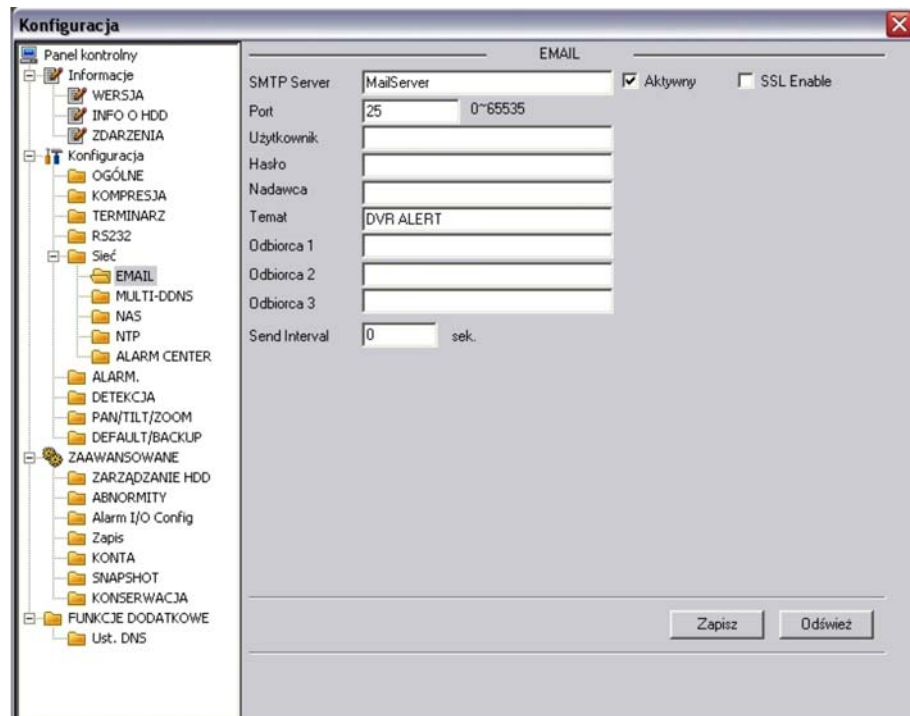 Konfiguracja
Panel kontrolny
Informacje
WERSJA
INFO O HDD
ZDARZENIA
Konfiguracja
OGÓLNE
KOMPRESJA
TERMINARZ
RS232
Sieć
EMAIL
MULTI-DDNS
NAS
NTP
ALARM CENTER
ALARM.
DETEKCJA
PAN/TILT/ZOOM
DEFAULT/BACKUP
ZAAWANSOWANE
ZARZĄDZANIE HDD
ABNORMITY
Alarm I/O Config
Zapis
KONTA
SNAPSHOT
KONSERWACJA
FUNKCJE DODATKOWE
Ust. DNS
EMAIL
SMTP Server MailServer Aktywny SSL Enable
Port 25 0~65535
Użytkownik
Hasło
Nadawca
Temat DVR ALERT
Odbiorca 1
Odbiorca 2
Odbiorca 3
Send Interval 0 sek.
Zapisz Odśwież